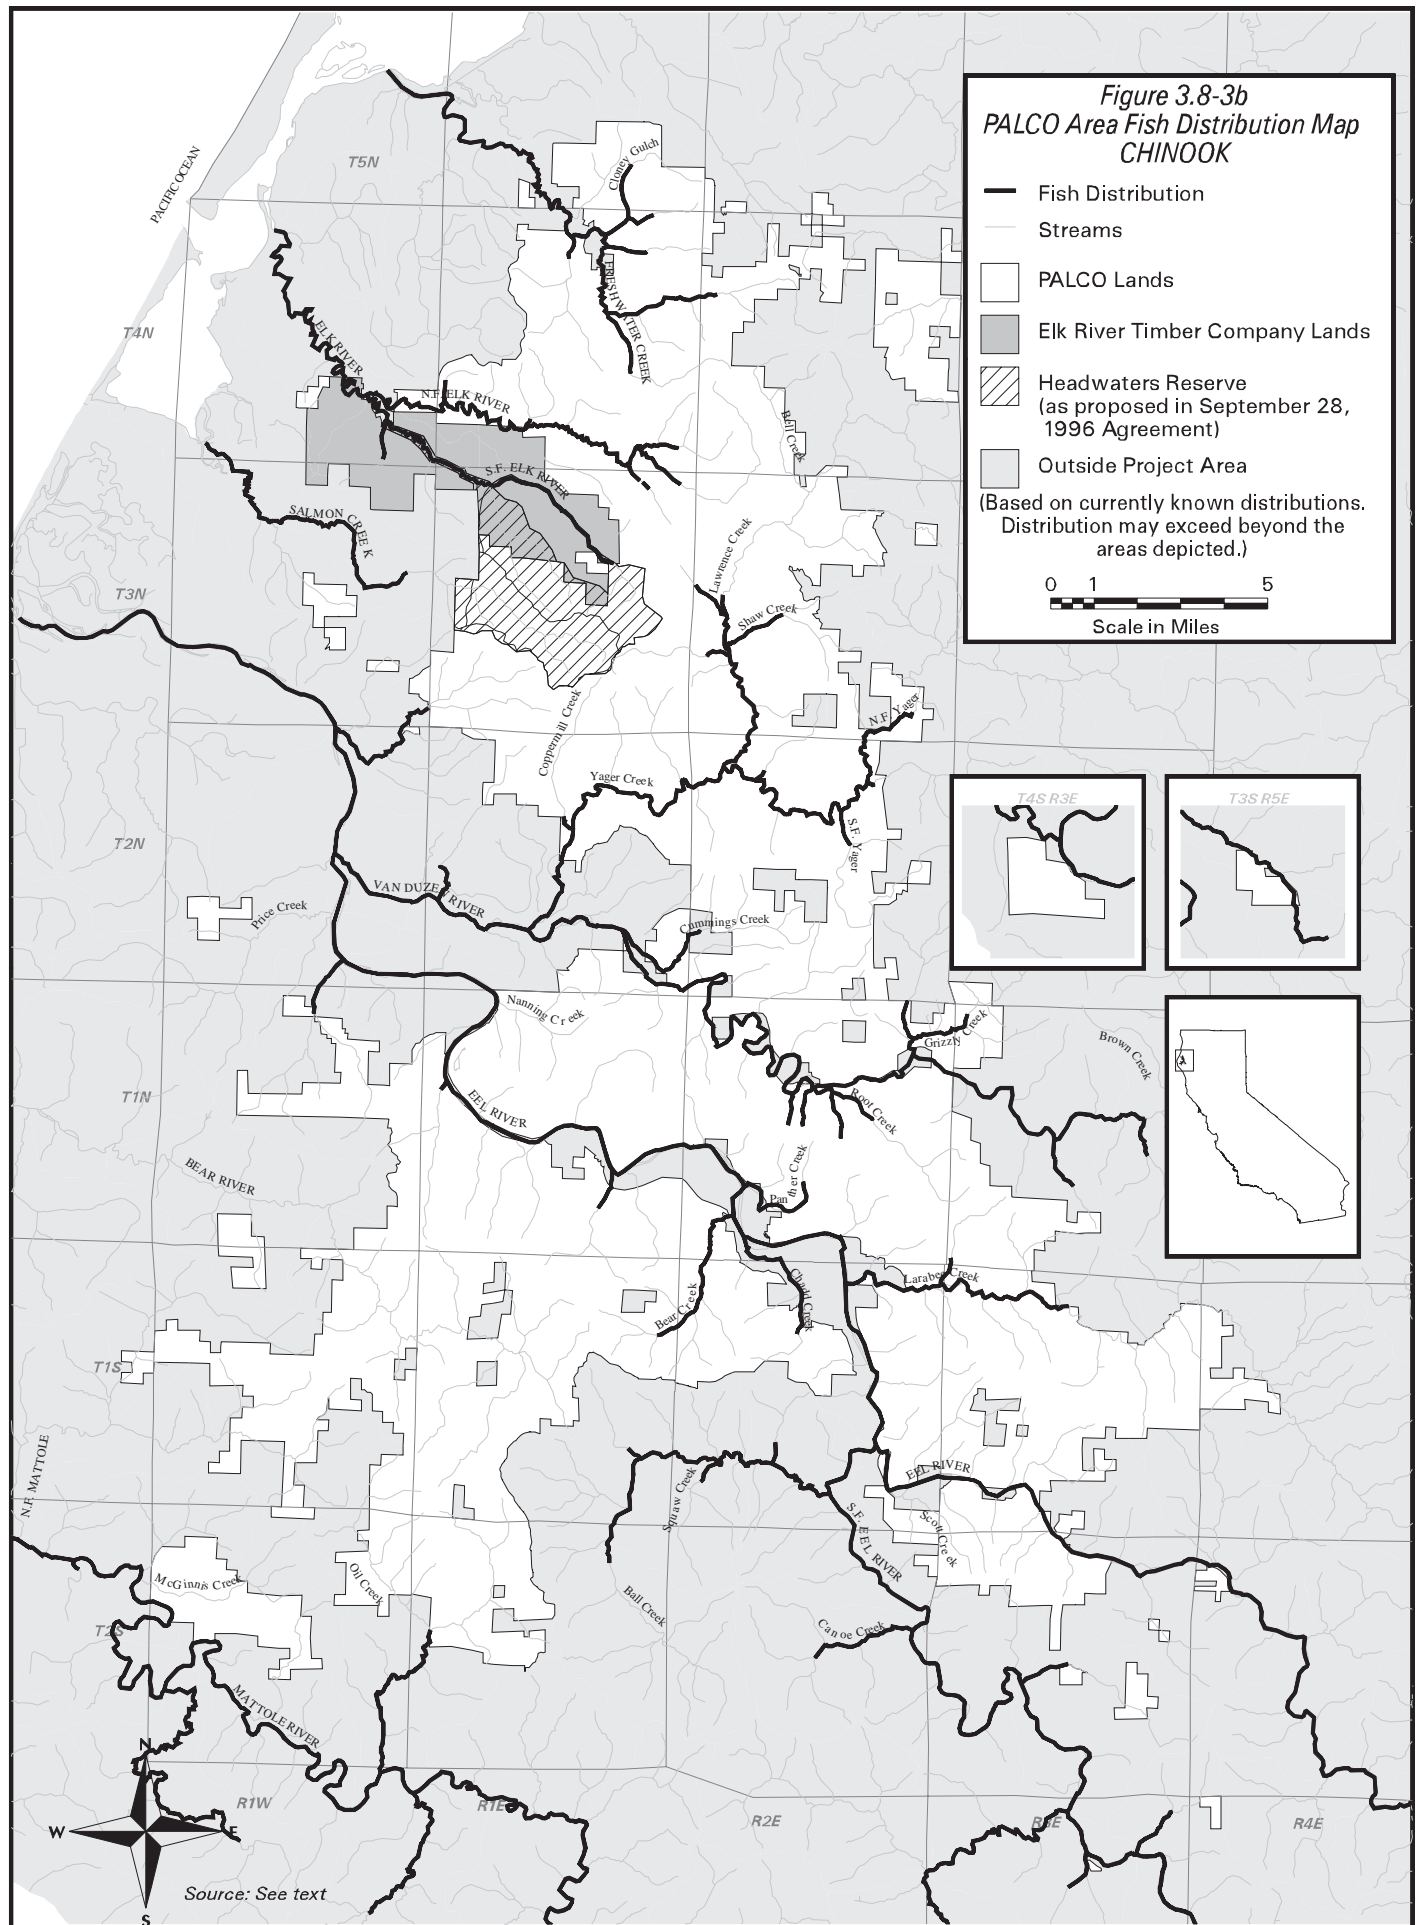 Figure 3.8-3b
PALCO Area Fish Distribution Map
CHINOOK
Fish Distribution
Streams
PALCO Lands
Elk River Timber Company Lands
Headwaters Reserve
(as proposed in September 28,
1996 Agreement)
Outside Project Area
(Based on currently known distributions.
Distribution may exceed beyond the
areas depicted.)
0 1 5
Scale in Miles
PACIFIC OCEAN
T5N
Cloney Gulch
FRESHWATER CREEK
T4N
ELK RIVER
N.F. ELK RIVER
Bell Creek
S.F. ELK RIVER
SALMON CREEK
Lawrence Creek
Shaw Creek
T3N
N.F. Yager
Coppermill Creek
Yager Creek
S.F. Yager
T4S R3E
T3S R5E
T2N
VAN DUZEN RIVER
Price Creek
Cummings Creek
Nanning Creek
Grizzly Creek
Brown Creek
T1N
EEL RIVER
Root Creek
BEAR RIVER
Panther Creek
Larabee Creek
Chadd Creek
Bear Creek
T1S
N.F. MATTOLE
EEL RIVER
Squaw Creek
S.F. EEL RIVER
Scott Creek
McGinnis Creek
Oil Creek
Ball Creek
Canoe Creek
T2S
MATTOLE RIVER
N
W
E
S
R1W
R1E
R2E
R3E
R4E
Source: See text